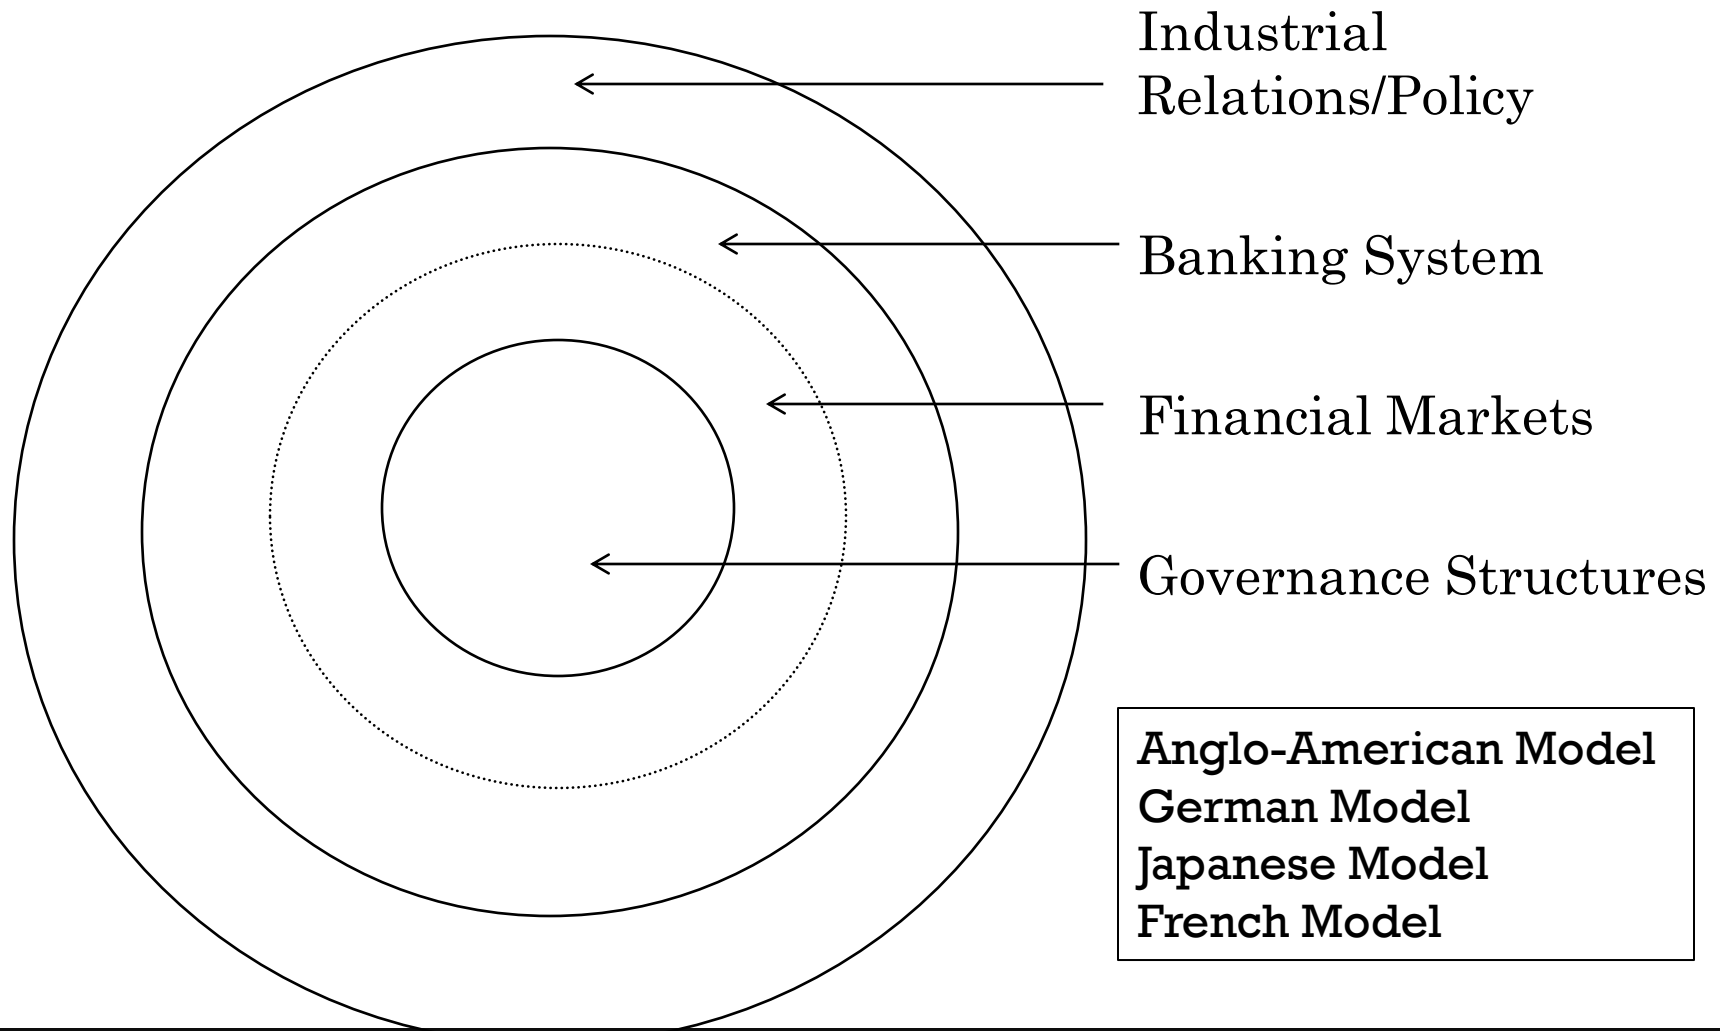 Industrial
Relations/Policy
Banking System
Financial Markets
Governance Structures
Anglo-American Model
German Model
Japanese Model
French Model